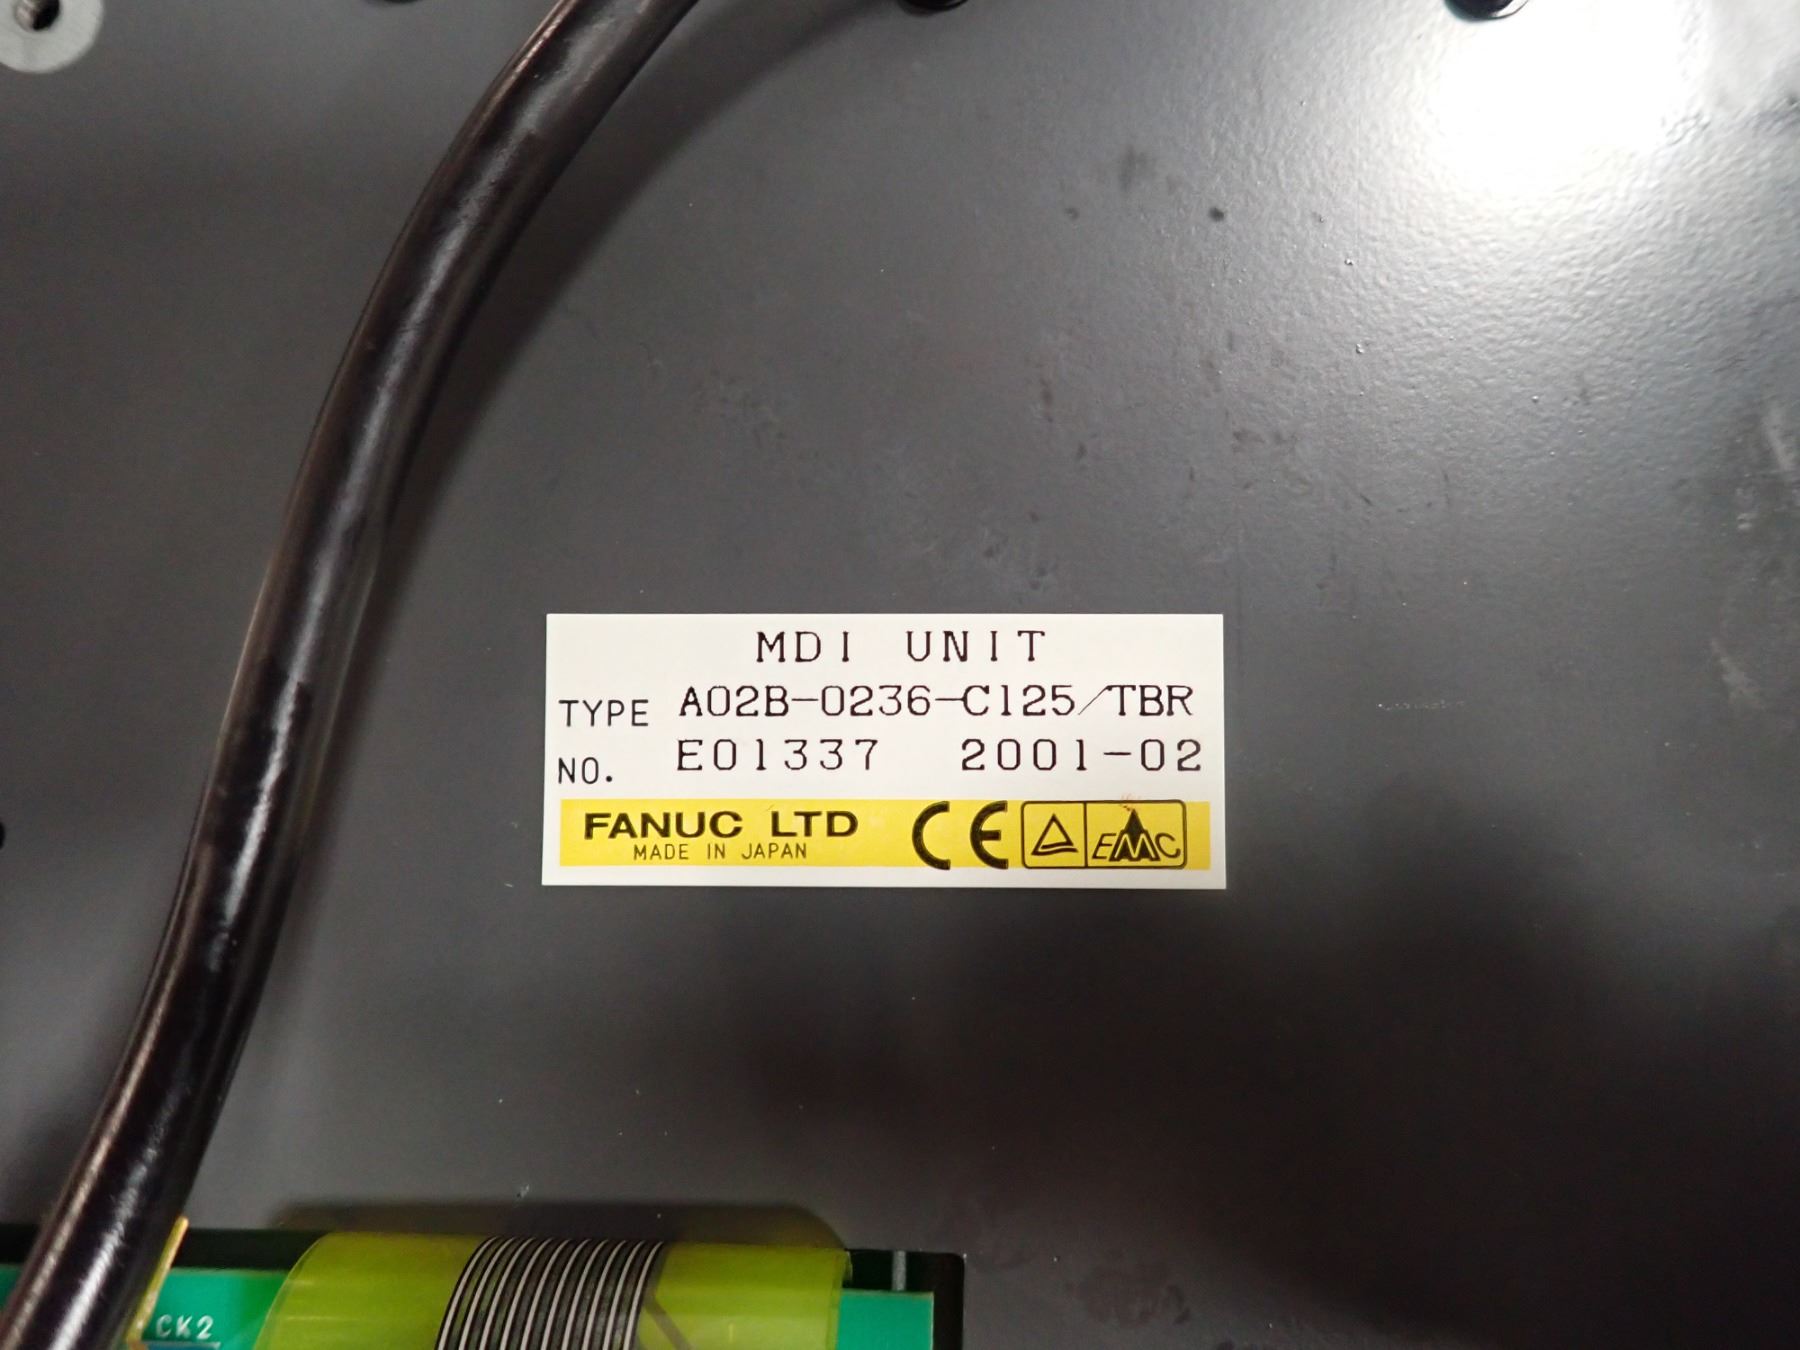 MDI UNIT
TYPE A02B-0236-C125/TBR
NO. E01337 2001-02
FANUC LTD
MADE IN JAPAN
CE
EMC
CK2